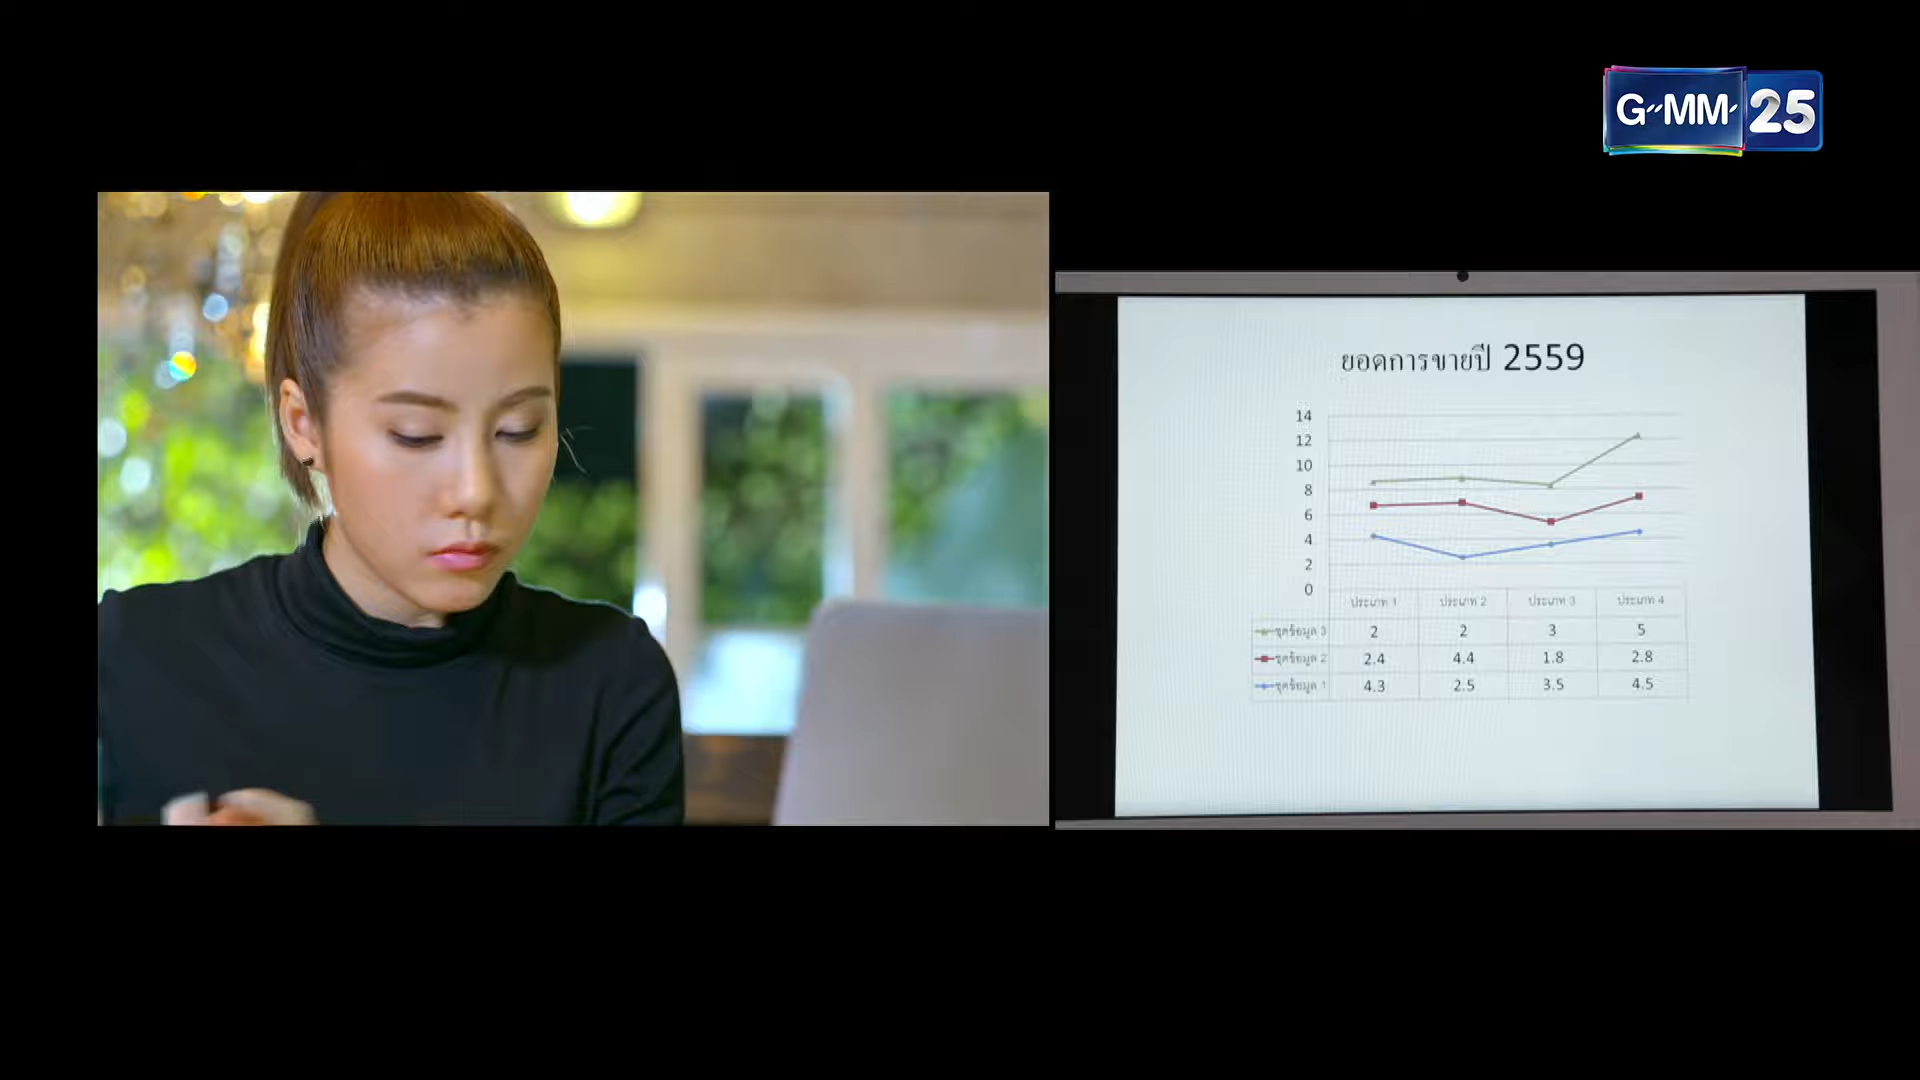 GMM 25
ยอดการขายปี 2559
14
12
10
8
6
4
2
0
ประเภท 1 ประเภท 2 ประเภท 3 ประเภท 4
ชุดข้อมูล 3 2 2 3 5
ชุดข้อมูล 2 2.4 4.4 1.8 2.8
ชุดข้อมูล 1 4.3 2.5 3.5 4.5